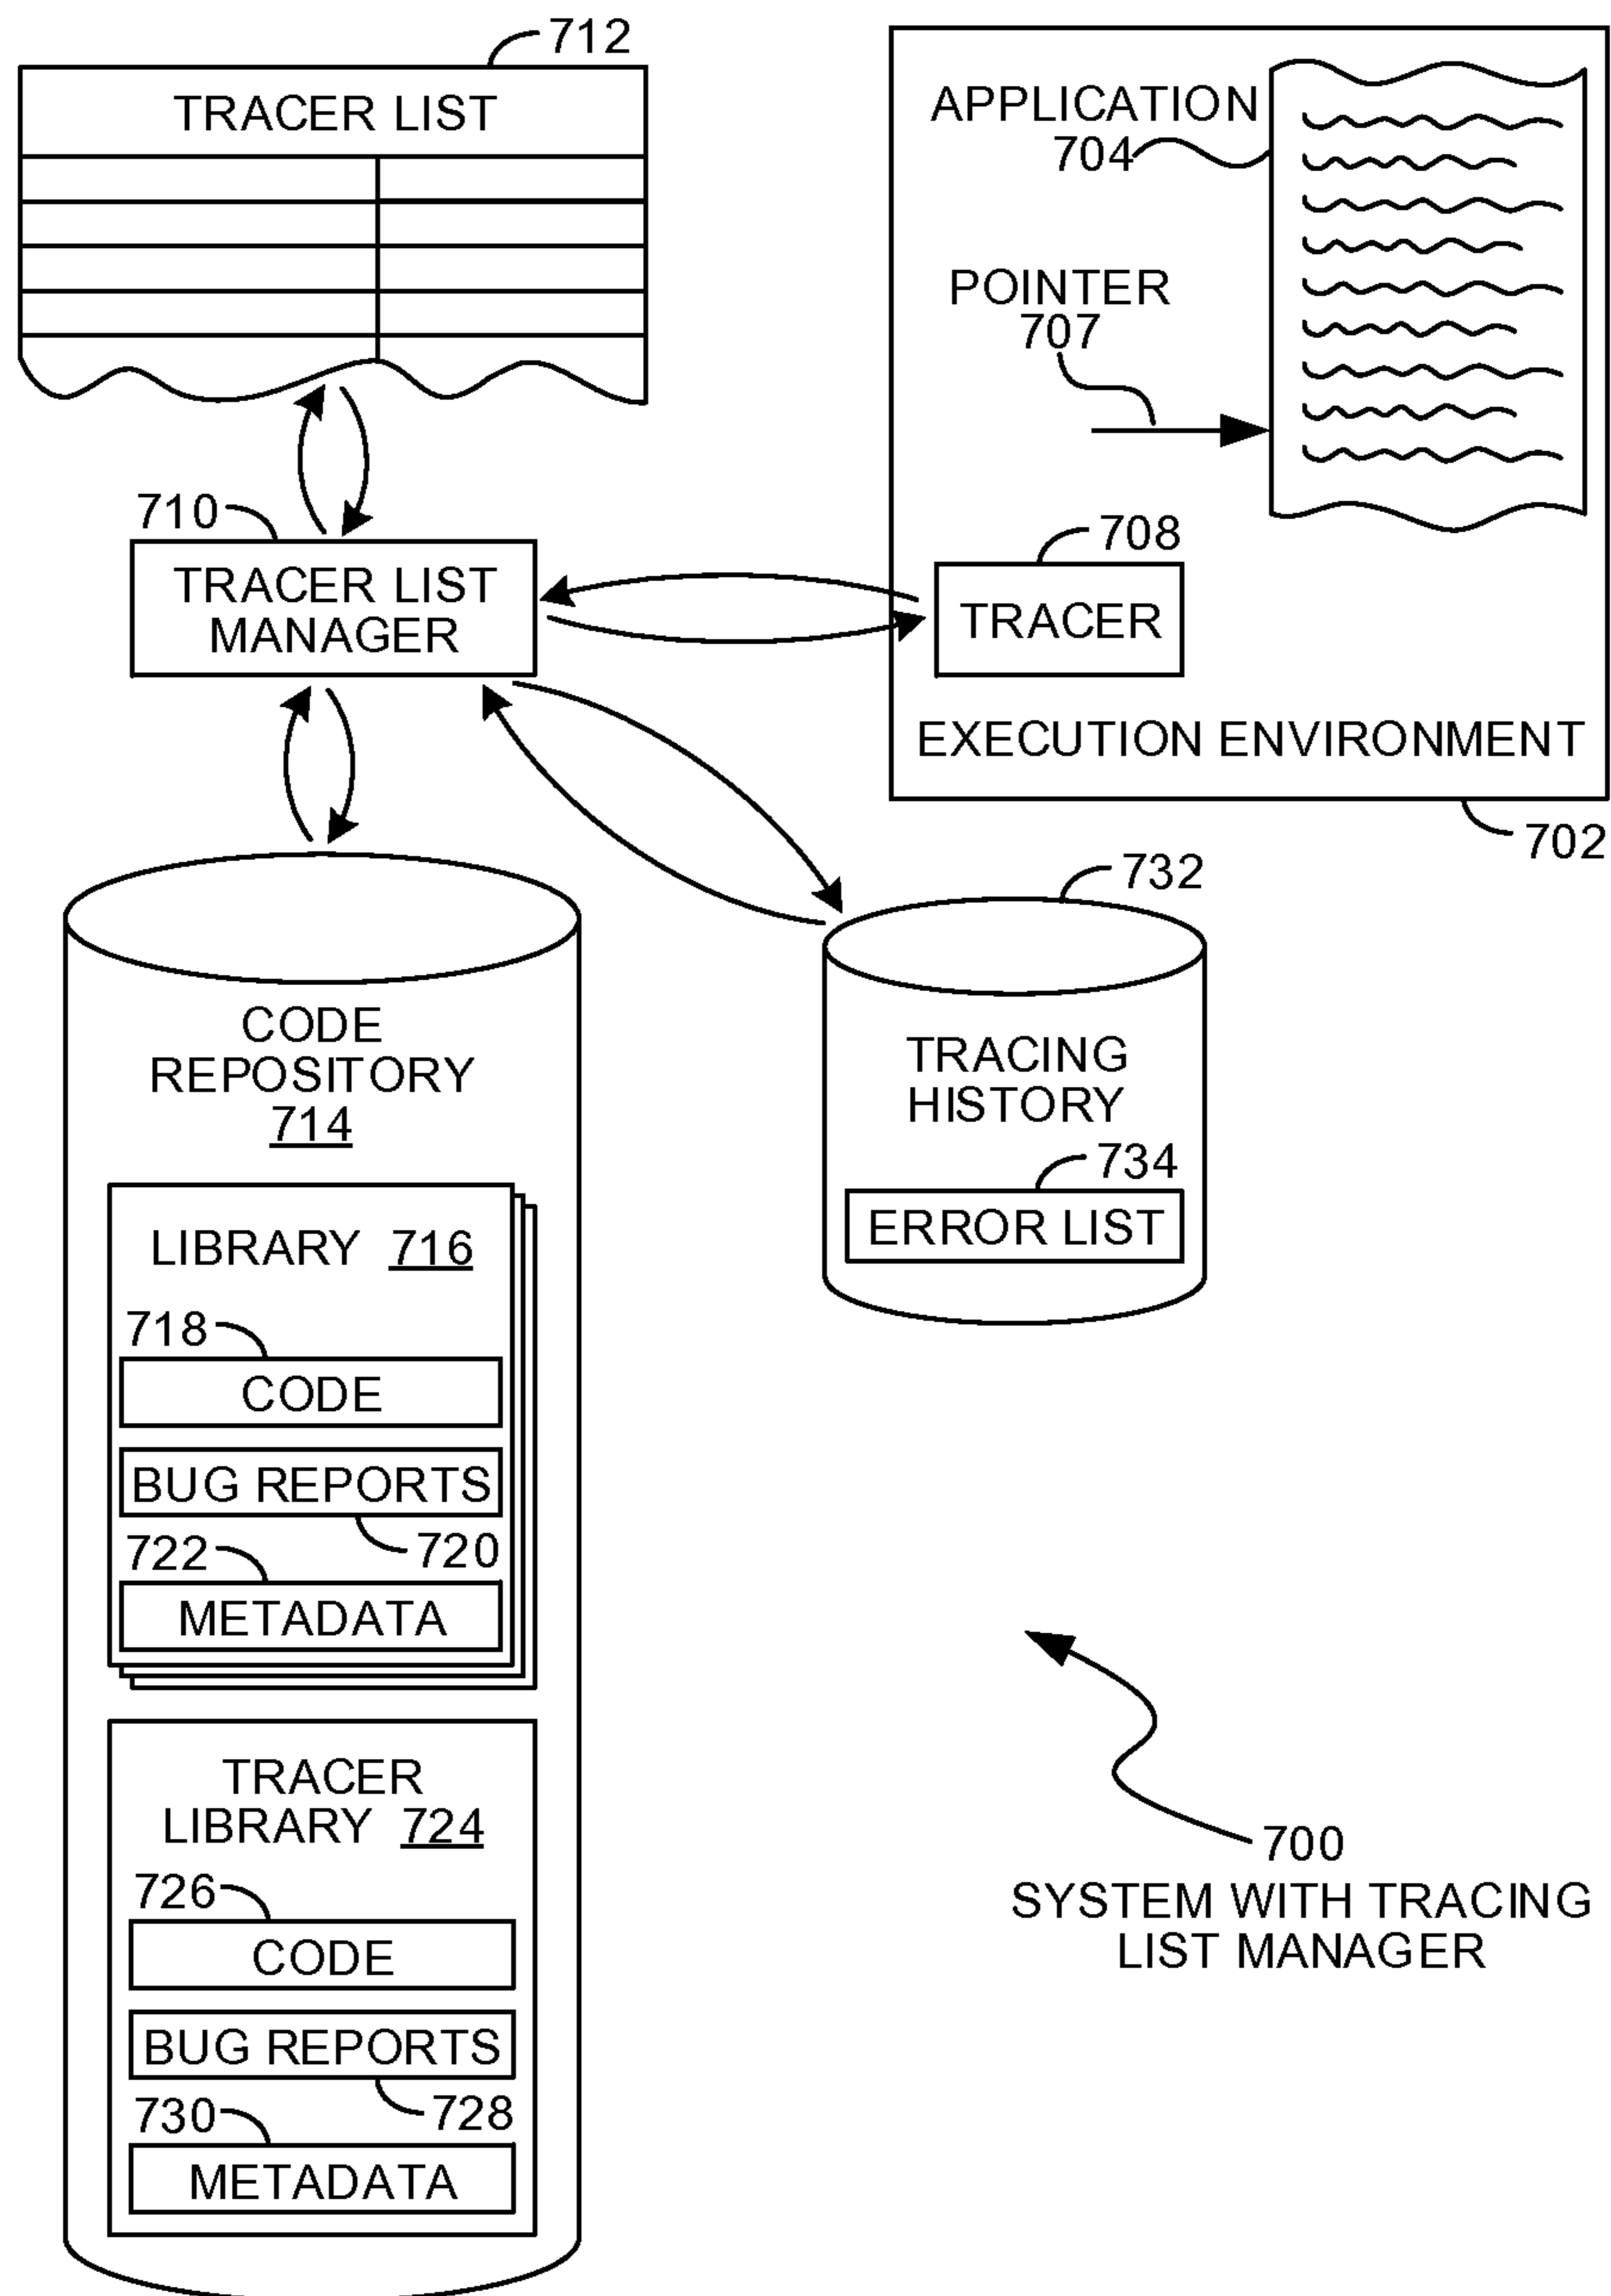 712
TRACER LIST
APPLICATION
704
POINTER
707
710
TRACER LIST
MANAGER
708
TRACER
EXECUTION ENVIRONMENT
702
732
CODE
REPOSITORY
714
TRACING
HISTORY
734
ERROR LIST
LIBRARY 716
718
CODE
BUG REPORTS
722
720
METADATA
TRACER
LIBRARY 724
726
CODE
BUG REPORTS
730
728
METADATA
700
SYSTEM WITH TRACING
LIST MANAGER